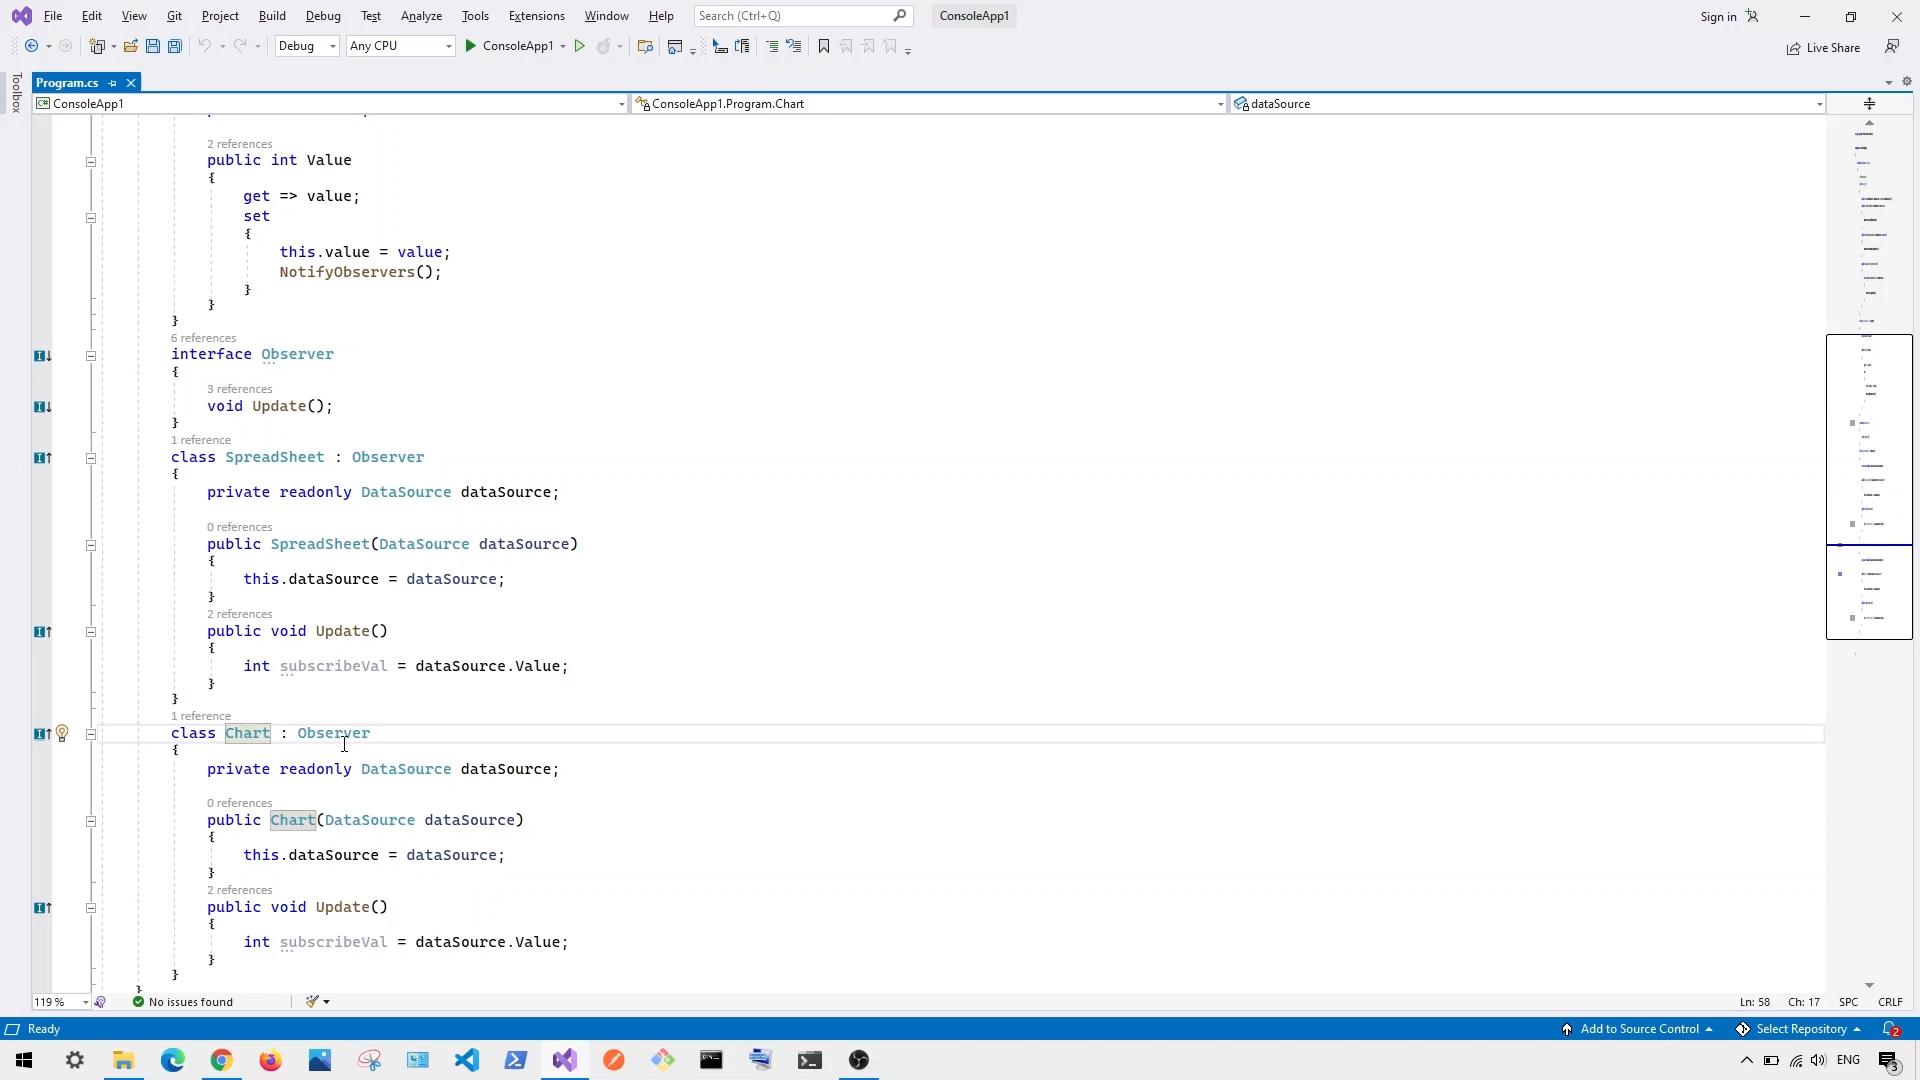 File Edit View Git Project Build Debug Test Analyze Tools Extensions Window Help Search (Ctrl+Q) ConsoleApp1 Sign in
Debug Any CPU ConsoleApp1 Live Share
Toolbox
Program.cs
ConsoleApp1 ConsoleApp1.Program.Chart dataSource
2 references
public int Value
{
get => value;
set
{
this.value = value;
NotifyObservers();
}
}
}
6 references
interface Observer
{
3 references
void Update();
}
1 reference
class SpreadSheet : Observer
{
private readonly DataSource dataSource;
0 references
public SpreadSheet(DataSource dataSource)
{
this.dataSource = dataSource;
}
2 references
public void Update()
{
int subscribeVal = dataSource.Value;
}
}
1 reference
class Chart : Observer
{
private readonly DataSource dataSource;
0 references
public Chart(DataSource dataSource)
{
this.dataSource = dataSource;
}
2 references
public void Update()
{
int subscribeVal = dataSource.Value;
}
}
}
119 % No issues found Ln: 58 Ch: 17 SPC CRLF
Ready Add to Source Control Select Repository 2
ENG 3